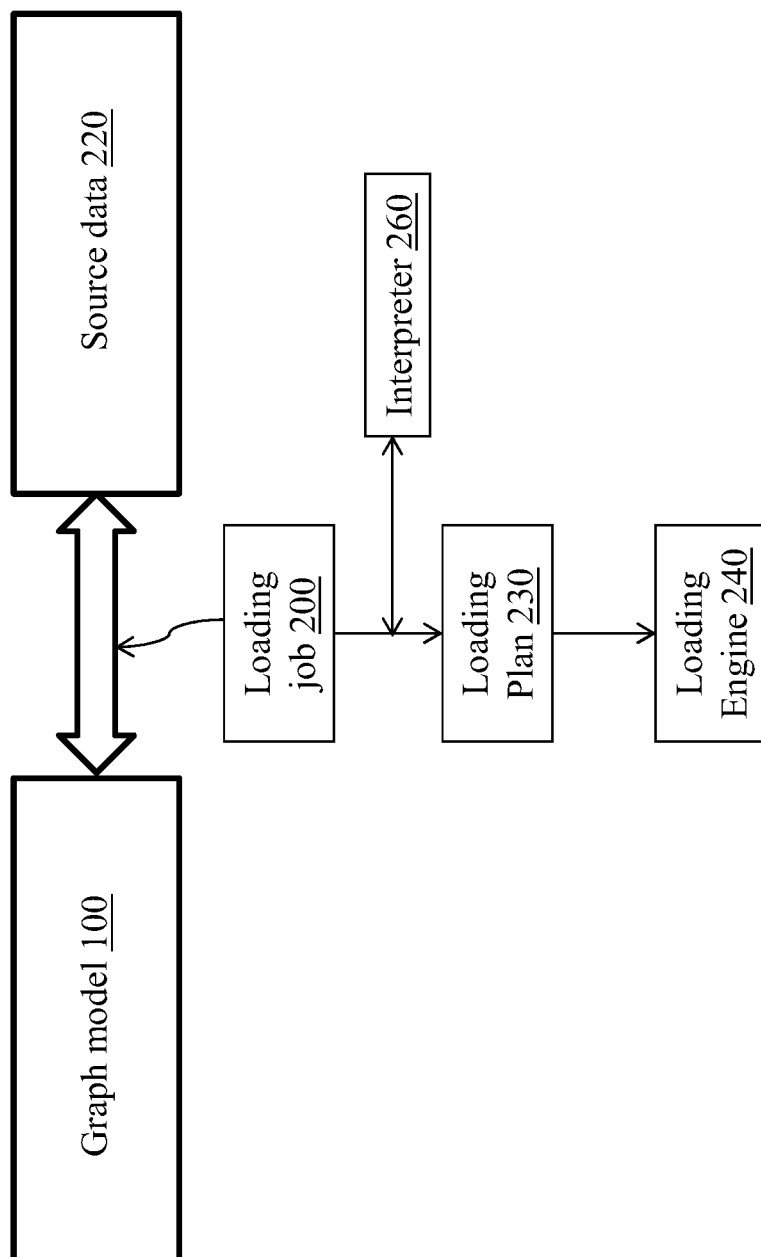 Graph model 100
Source data 220
Loading
job 200
Interpreter 260
Loading
Plan 230
Loading
Engine 240